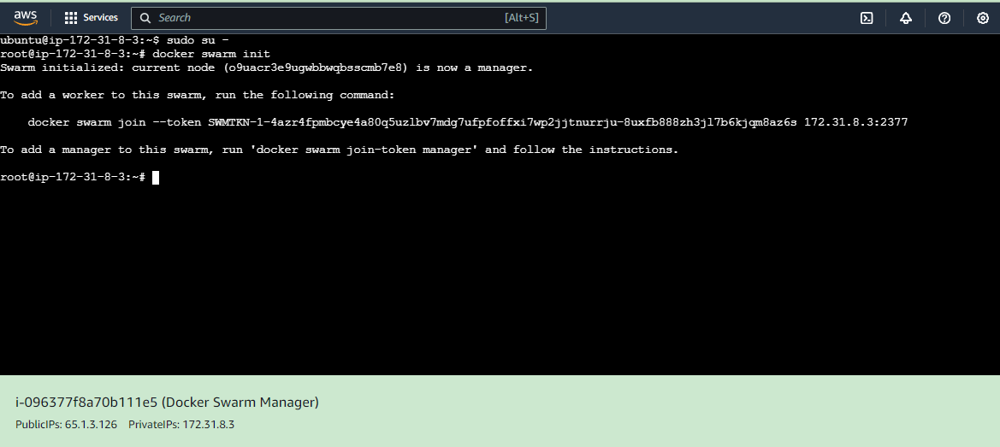 aws Services Search [Alt+S]
ubuntu@ip-172-31-8-3:~$ sudo su -
root@ip-172-31-8-3:~# docker swarm init
Swarm initialized: current node (o9uacr3e9ugwbbwqbsscmb7e8) is now a manager.
To add a worker to this swarm, run the following command:
docker swarm join --token SWMTKN-1-4azr4fpmbcye4a80q5uzlbv7mdg7ufpfoffxi7wp2jjtnurrju-8uxfb888zh3jl7b6kjqm8az6s 172.31.8.3:2377
To add a manager to this swarm, run 'docker swarm join-token manager' and follow the instructions.
root@ip-172-31-8-3:~#
i-096377f8a70b111e5 (Docker Swarm Manager)
PublicIPs: 65.1.3.126 PrivateIPs: 172.31.8.3